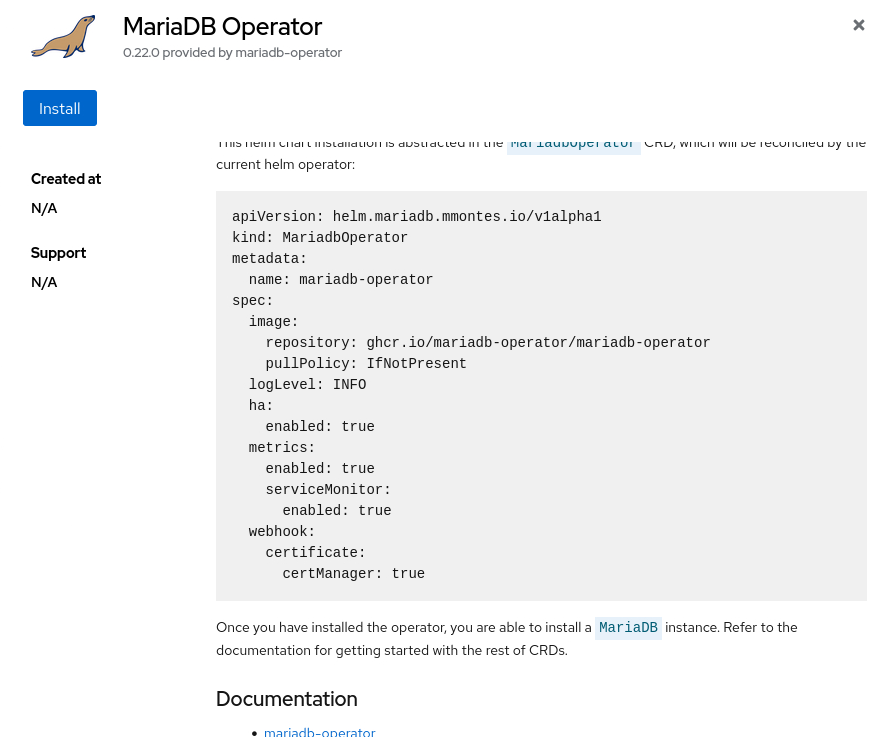 MariaDB Operator
0.22.0 provided by mariadb-operator
Install
Created at
N/A
Support
N/A
This helm chart installation is abstracted in the MariadbOperator CRD, which will be reconciled by the
current helm operator:
apiVersion: helm.mariadb.mmontes.io/v1alpha1
kind: MariadbOperator
metadata:
  name: mariadb-operator
spec:
  image:
    repository: ghcr.io/mariadb-operator/mariadb-operator
    pullPolicy: IfNotPresent
  logLevel: INFO
  ha:
    enabled: true
  metrics:
    enabled: true
    serviceMonitor:
      enabled: true
  webhook:
    certificate:
      certManager: true
Once you have installed the operator, you are able to install a MariaDB instance. Refer to the
documentation for getting started with the rest of CRDs.
Documentation
• mariadb-operator